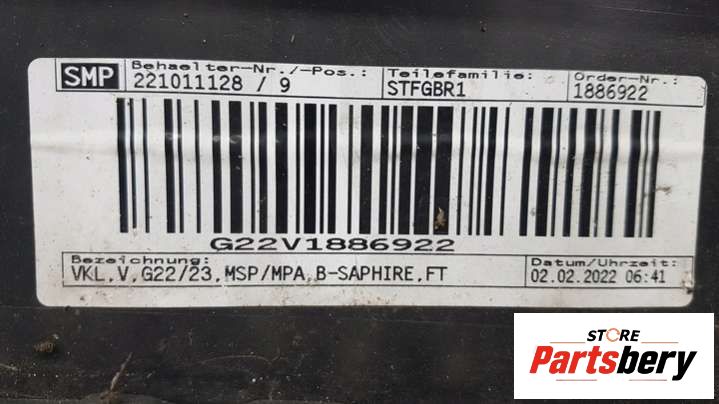 SMP
Behaelter-Nr./-Pos.: Teilefamilie: Order-Nr.:
221011128 / 9 STFGBR1 1886922
G22V1886922
Bezeichnung: Datum/Uhrzeit:
VKL,V,G22/23,MSP/MPA,B-SAPHIRE,FT 02.02.2022 06:41
STORE
Partsbery